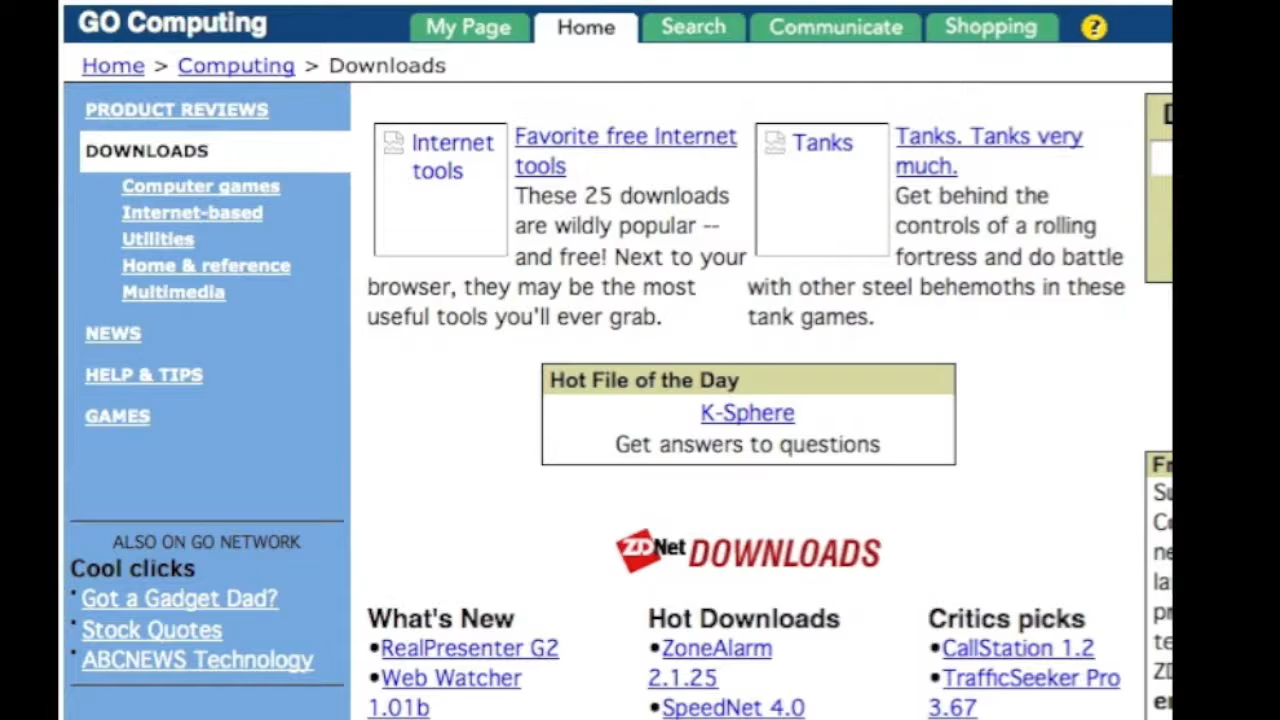 GO Computing
My Page
Home
Search
Communicate
Shopping
?
Home > Computing > Downloads
PRODUCT REVIEWS
DOWNLOADS
Computer games
Internet-based
Utilities
Home & reference
Multimedia
NEWS
HELP & TIPS
GAMES
ALSO ON GO NETWORK
Cool clicks
Got a Gadget Dad?
Stock Quotes
ABCNEWS Technology
Internet
tools
Favorite free Internet
tools
These 25 downloads
are wildly popular --
and free! Next to your
browser, they may be the most
useful tools you'll ever grab.
Tanks
Tanks. Tanks very
much.
Get behind the
controls of a rolling
fortress and do battle
with other steel behemoths in these
tank games.
Hot File of the Day
K-Sphere
Get answers to questions
ZDNet DOWNLOADS
What's New
•RealPresenter G2
•Web Watcher
1.01b
Hot Downloads
•ZoneAlarm
2.1.25
•SpeedNet 4.0
Critics picks
•CallStation 1.2
•TrafficSeeker Pro
3.67